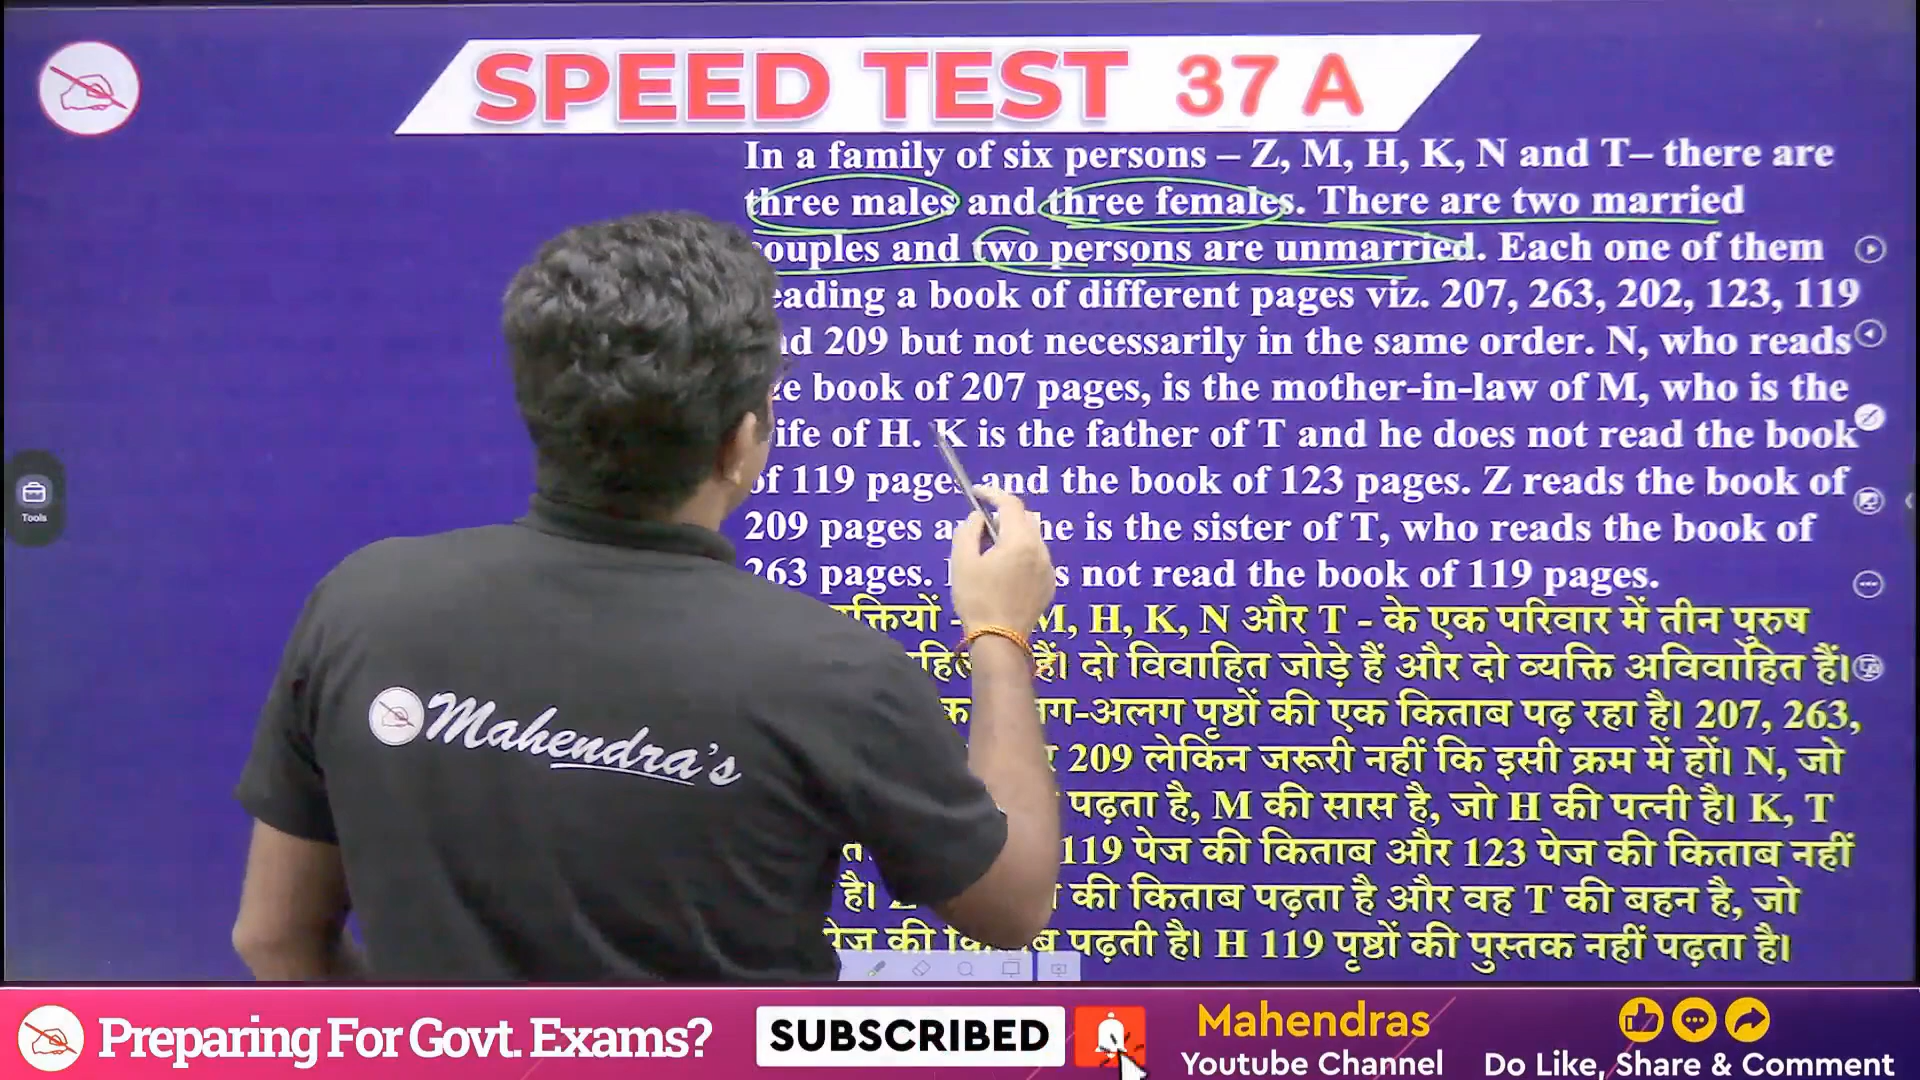 SPEED TEST 37 A
In a family of six persons – Z, M, H, K, N and T– there are
three males and three females. There are two married
couples and two persons are unmarried. Each one of them
reading a book of different pages viz. 207, 263, 202, 123, 119
and 209 but not necessarily in the same order. N, who reads
book of 207 pages, is the mother-in-law of M, who is the
wife of H. K is the father of T and he does not read the book
of 119 pages and the book of 123 pages. Z reads the book of
209 pages he is the sister of T, who reads the book of
263 pages. not read the book of 119 pages.
M, H, K, N और T - के एक परिवार में तीन पुरुष
हैं। दो विवाहित जोड़े हैं और दो व्यक्ति अविवाहित हैं।
अलग-अलग पृष्ठों की एक किताब पढ़ रहा है। 207, 263,
209 लेकिन जरूरी नहीं कि इसी क्रम में हों। N, जो
पढ़ता है, M की सास है, जो H की पत्नी है। K, T
119 पेज की किताब और 123 पेज की किताब नहीं
है। की किताब पढ़ता है और वह T की बहन है, जो
पेज की किताब पढ़ती है। H 119 पृष्ठों की पुस्तक नहीं पढ़ता है।
Tools
Mahendra's
Preparing For Govt. Exams?
SUBSCRIBED
Mahendras
Youtube Channel
Do Like, Share & Comment